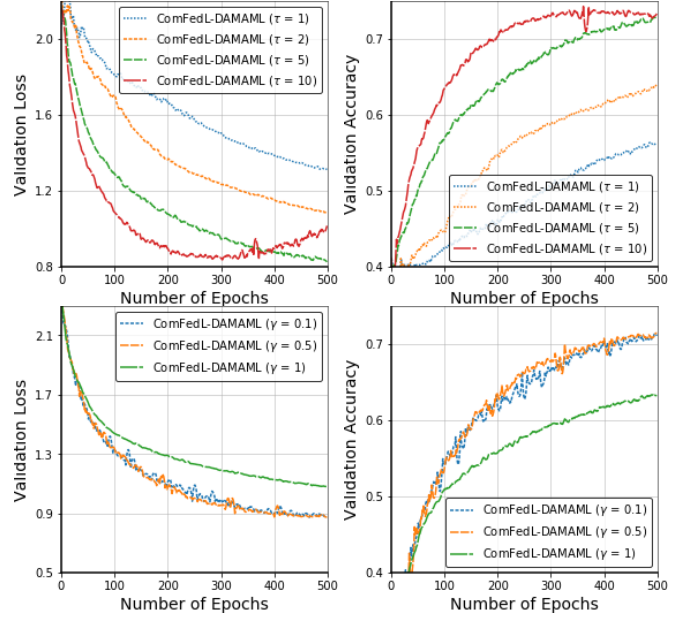 Validation Loss
2.2
2.0
1.6
1.2
0.8
ComFedL-DAMAML (τ = 1)
ComFedL-DAMAML (τ = 2)
ComFedL-DAMAML (τ = 5)
ComFedL-DAMAML (τ = 10)
0 100 200 300 400 500
Number of Epochs
Validation Accuracy
0.7
0.6
0.5
0.4
ComFedL-DAMAML (τ = 1)
ComFedL-DAMAML (τ = 2)
ComFedL-DAMAML (τ = 5)
ComFedL-DAMAML (τ = 10)
0 100 200 300 400 500
Number of Epochs
Validation Loss
2.1
1.7
1.3
0.9
0.5
ComFedL-DAMAML (γ = 0.1)
ComFedL-DAMAML (γ = 0.5)
ComFedL-DAMAML (γ = 1)
0 100 200 300 400 500
Number of Epochs
Validation Accuracy
0.7
0.6
0.5
0.4
ComFedL-DAMAML (γ = 0.1)
ComFedL-DAMAML (γ = 0.5)
ComFedL-DAMAML (γ = 1)
0 100 200 300 400 500
Number of Epochs